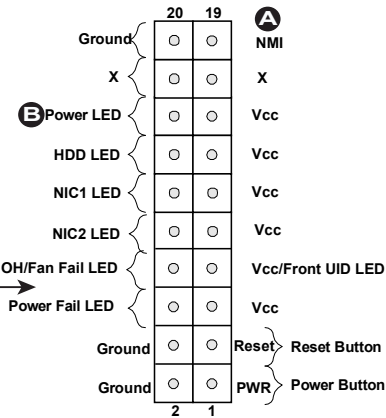 20 19 A
Ground NMI
X X
B Power LED Vcc
HDD LED Vcc
NIC1 LED Vcc
NIC2 LED Vcc
OH/Fan Fail LED Vcc/Front UID LED
Power Fail LED Vcc
Ground Reset Reset Button
Ground PWR Power Button
2 1